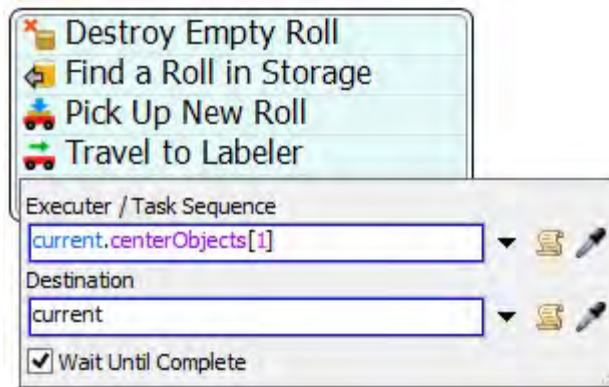 Destroy Empty Roll
Find a Roll in Storage
Pick Up New Roll
Travel to Labeler
Executer / Task Sequence
current.centerObjects[1]
Destination
current
Wait Until Complete